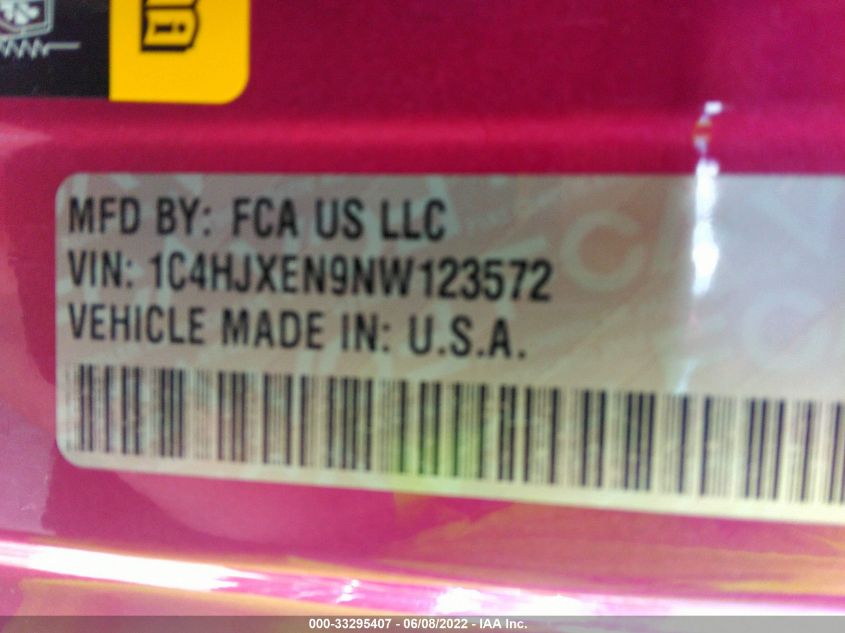 MFD BY: FCA US LLC
VIN: 1C4HJXEN9NW123572
VEHICLE MADE IN: U.S.A.
000-33295407 - 06/08/2022 - IAA Inc.